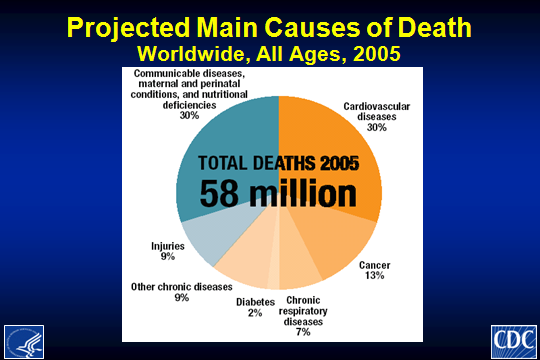 Projected Main Causes of Death
Worldwide, All Ages, 2005
Communicable diseases,
maternal and perinatal
conditions, and nutritional
deficiencies
30%
Cardiovascular
diseases
30%
TOTAL DEATHS 2005
58 million
Injuries
9%
Cancer
13%
Other chronic diseases
9%
Diabetes
2%
Chronic
respiratory
diseases
7%
CDC